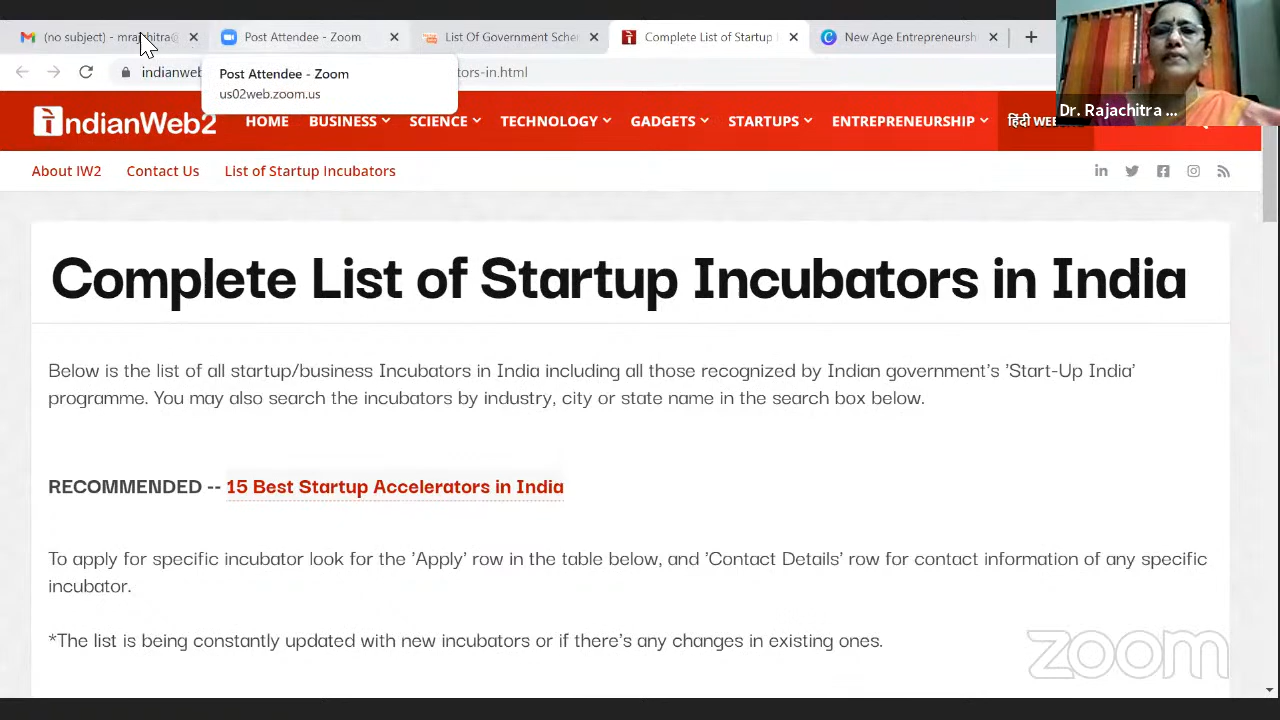 (no subject) - mrajchitra@
Post Attendee - Zoom
List Of Government Schem
Complete List of Startup I
New Age Entrepreneursh
Post Attendee - Zoom
us02web.zoom.us
indianweb
tors-in.html
IndianWeb2
HOME
BUSINESS
SCIENCE
TECHNOLOGY
GADGETS
STARTUPS
ENTREPRENEURSHIP
हिंदी
Dr. Rajachitra ...
About IW2
Contact Us
List of Startup Incubators
Complete List of Startup Incubators in India
Below is the list of all startup/business Incubators in India including all those recognized by Indian government's 'Start-Up India'
programme. You may also search the incubators by industry, city or state name in the search box below.
RECOMMENDED -- 15 Best Startup Accelerators in India
To apply for specific incubator look for the 'Apply' row in the table below, and 'Contact Details' row for contact information of any specific
incubator.
*The list is being constantly updated with new incubators or if there's any changes in existing ones.
zoom